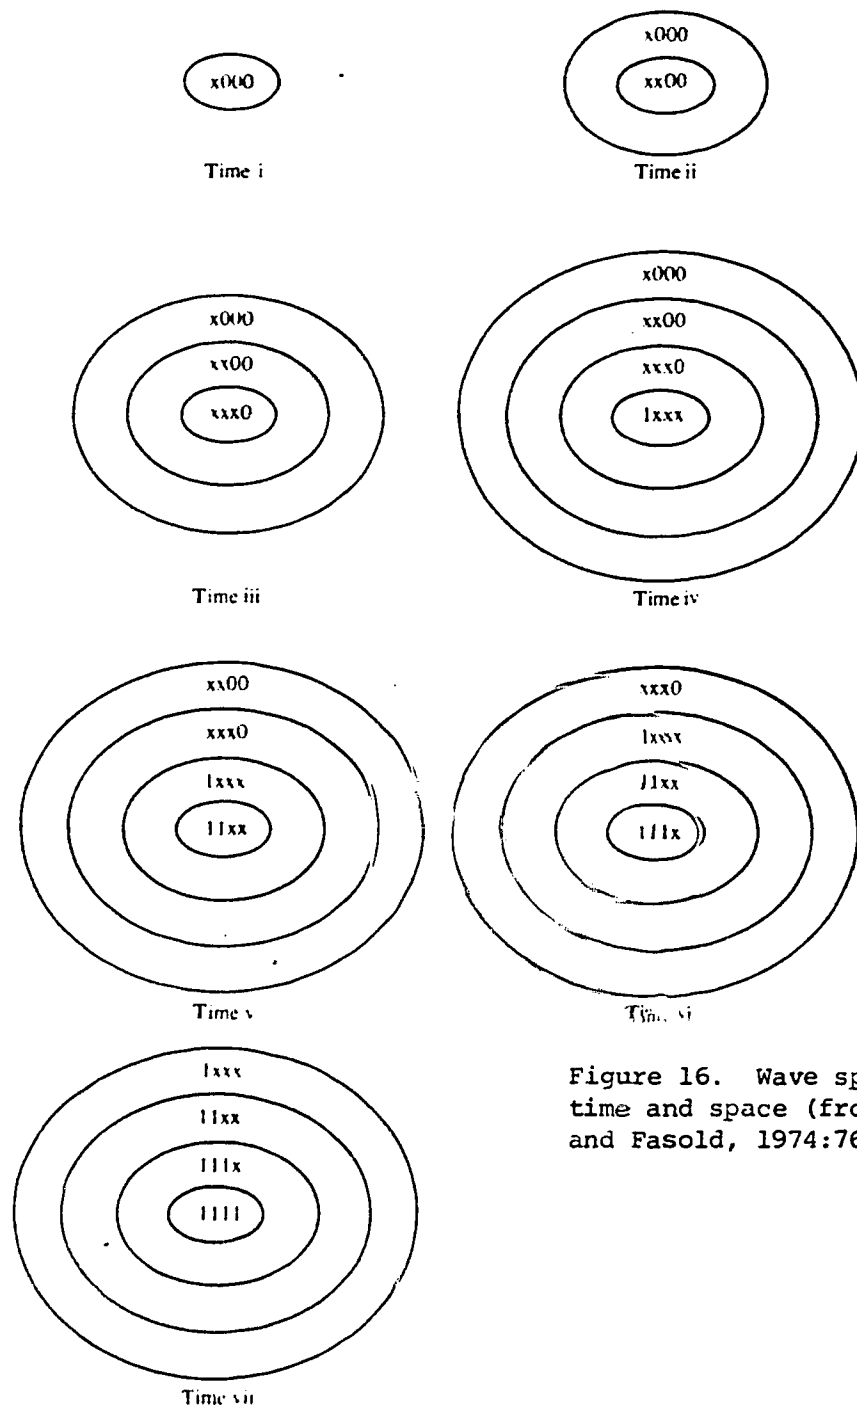 x000
Time i
x000
xx00
Time ii
x000
xx00
xxx0
Time iii
x000
xx00
xxx0
1xxx
Time iv
xx00
xxx0
1xxx
11xx
Time v
xxx0
1xxx
11xx
111x
Time vi
1xxx
11xx
111x
1111
Time vii
Figure 16. Wave sp
time and space (fro
and Fasold, 1974:76